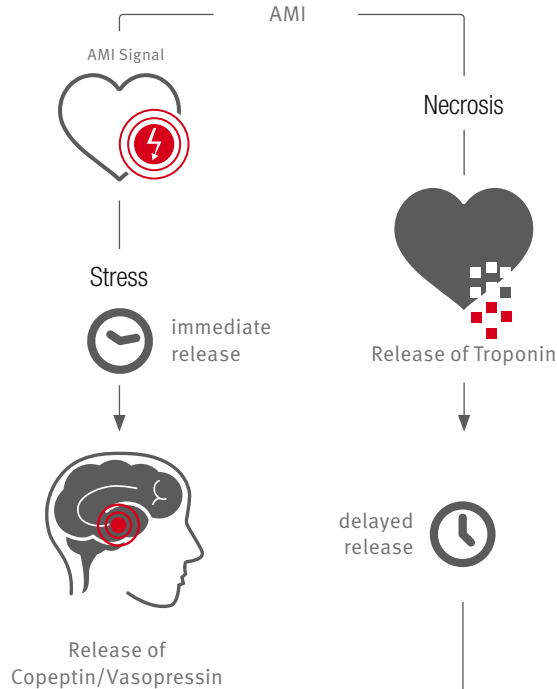 AMI
AMI Signal
Necrosis
Stress
immediate
release
Release of Troponin
delayed
release
Release of
Copeptin/Vasopressin